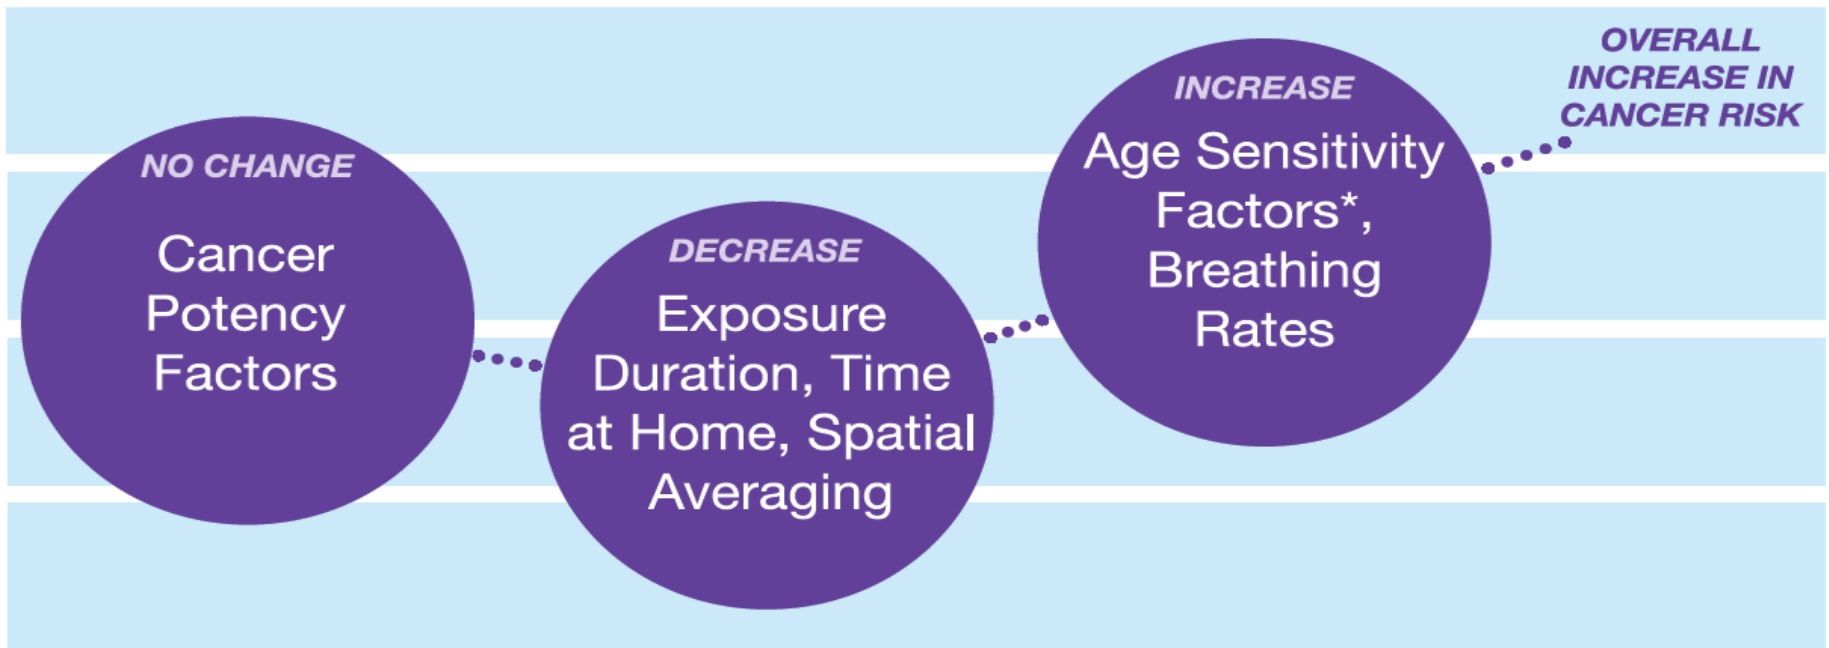 NO CHANGE
Cancer
Potency
Factors
DECREASE
Exposure
Duration, Time
at Home, Spatial
Averaging
INCREASE
Age Sensitivity
Factors*,
Breathing
Rates
OVERALL
INCREASE IN
CANCER RISK